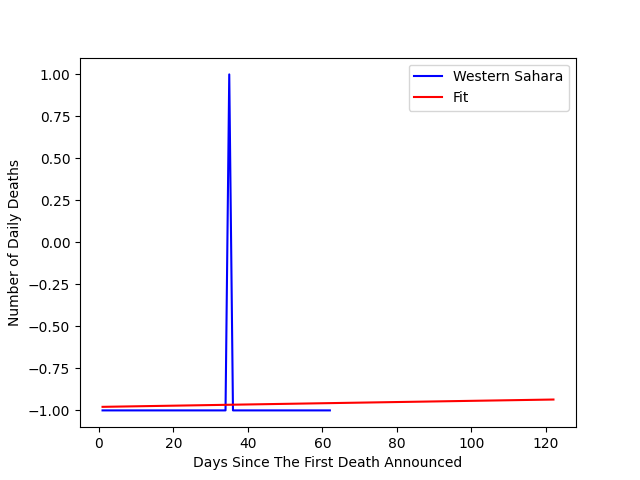 Western Sahara
Fit
1.00
0.75
0.50
0.25
0.00
−0.25
−0.50
−0.75
−1.00
Number of Daily Deaths
0 20 40 60 80 100 120
Days Since The First Death Announced